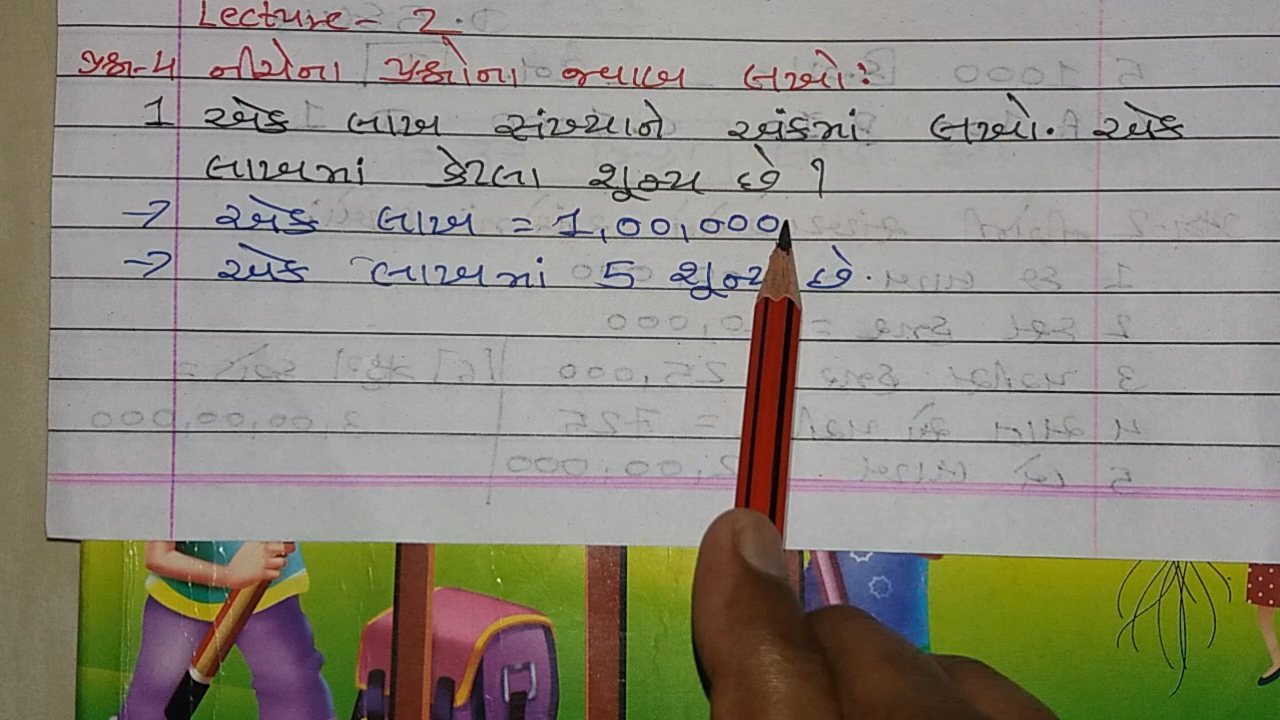 Lecture - 2.
પ્રશ્ન-4 નીચેના પ્રશ્નોના જવાબ લખો:
1 એક લાખ સંખ્યાને અંકમાં લખો. એક
લાખમાં કેટલા શૂન્ય છે ?
→ એક લાખ = 1,00,000
→ એક લાખમાં 5 શૂન્ય છે.